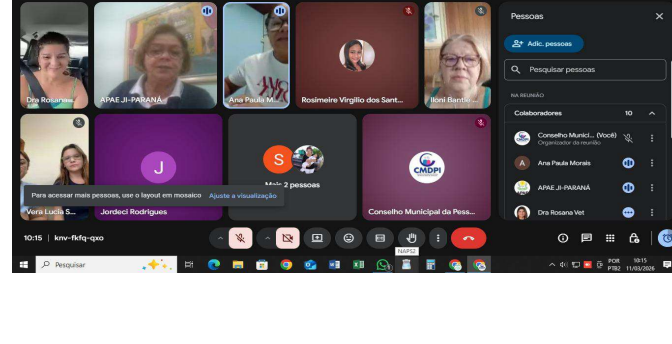 Pessoas
Adic. pessoas
Pesquisar pessoas
NA REUNIÃO
Colaboradores 10
Conselho Munici... (Você)
Organizador da reunião
A Ana Paula Morais
APAE JI-PARANÁ
Dra Rosana Vet
Dra Rosana
APAE JI-PARANÁ
Ana Paula M...
Rosimeire Virgilio dos Sant...
Iloni Bantle
Vera Lucia S...
J
Jordeci Rodrigues
S
Mais 2 pessoas
CMDPI
Conselho Municipal da Pess...
Para acessar mais pessoas, use o layout em mosaico Ajuste a visualização
10:15 | knv-fkfq-qxo
NAPS2
Pesquisar
POR
PTB2
10:15
11/03/2026